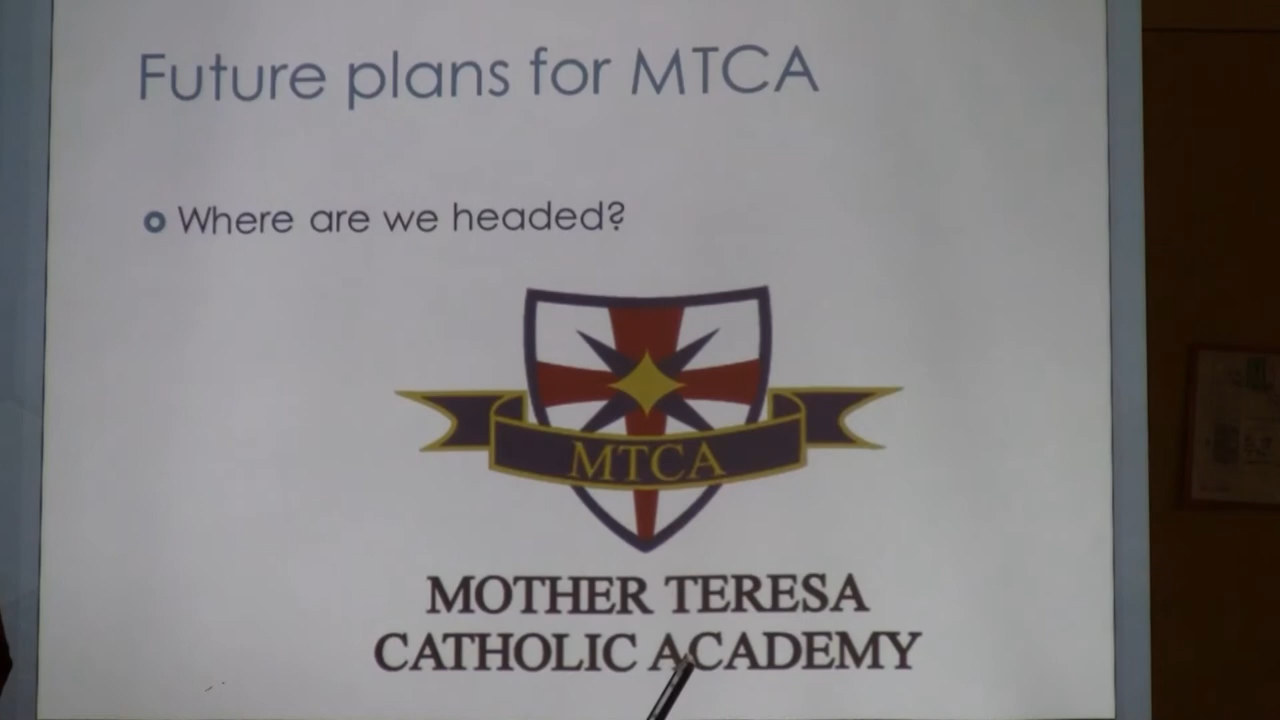 Future plans for MTCA
Where are we headed?
MTCA
MOTHER TERESA
CATHOLIC ACADEMY